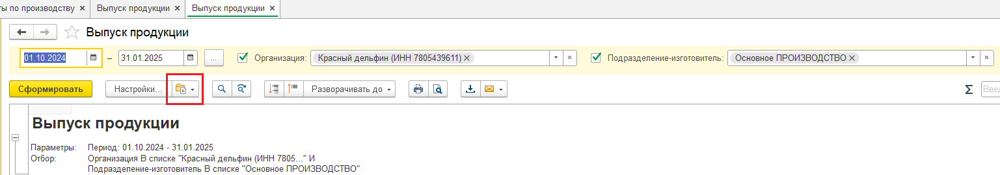 ты по производству × Выпуск продукции × Выпуск продукции ×
Выпуск продукции
01.10.2024 – 31.01.2025 ... Организация: Красный дельфин (ИНН 7805439611) × Подразделение-изготовитель: Основное ПРОИЗВОДСТВО ×
Сформировать Настройки... Разворачивать до Σ Введ
Выпуск продукции
Параметры: Период: 01.10.2024 - 31.01.2025
Отбор: Организация В списке "Красный дельфин (ИНН 7805..." И
Подразделение-изготовитель В списке "Основное ПРОИЗВОДСТВО"